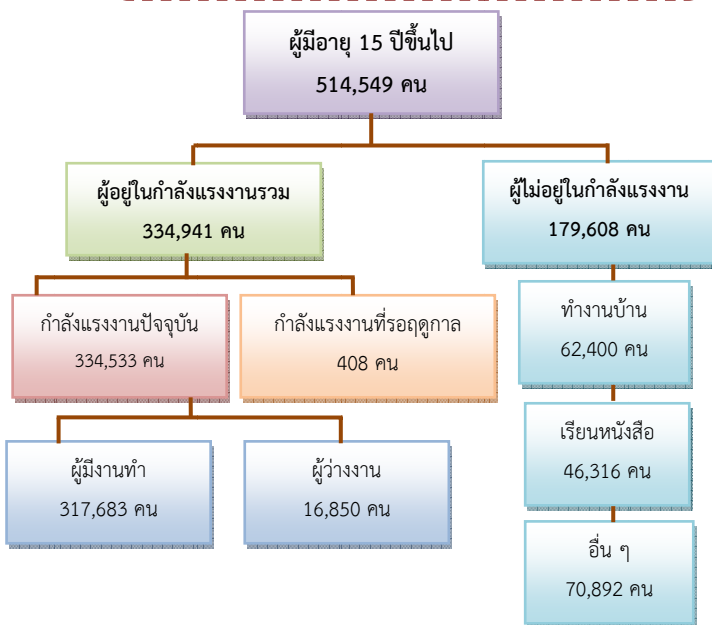 ผู้มีอายุ 15 ปีขึ้นไป
514,549 คน
ผู้อยู่ในกำลังแรงงานรวม
334,941 คน
ผู้ไม่อยู่ในกำลังแรงงาน
179,608 คน
กำลังแรงงานปัจจุบัน
334,533 คน
กำลังแรงงานที่รอฤดูกาล
408 คน
ทำงานบ้าน
62,400 คน
เรียนหนังสือ
46,316 คน
ผู้มีงานทำ
317,683 คน
ผู้ว่างงาน
16,850 คน
อื่น ๆ
70,892 คน